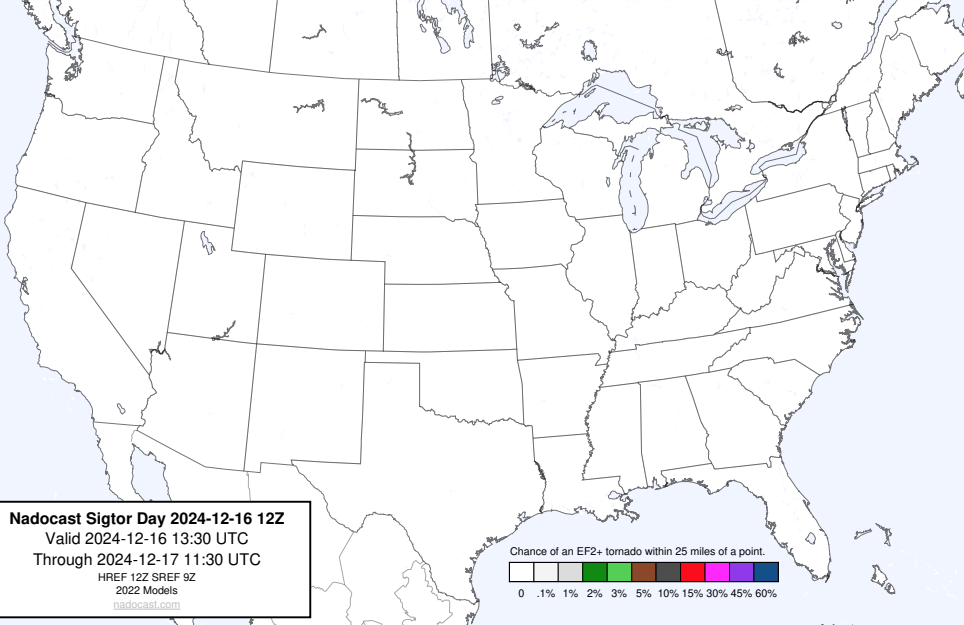 Nadocast Sigtor Day 2024-12-16 12Z
Valid 2024-12-16 13:30 UTC
Through 2024-12-17 11:30 UTC
HREF 12Z SREF 9Z
2022 Models
nadocast.com
Chance of an EF2+ tornado within 25 miles of a point.
0 .1% 1% 2% 3% 5% 10% 15% 30% 45% 60%